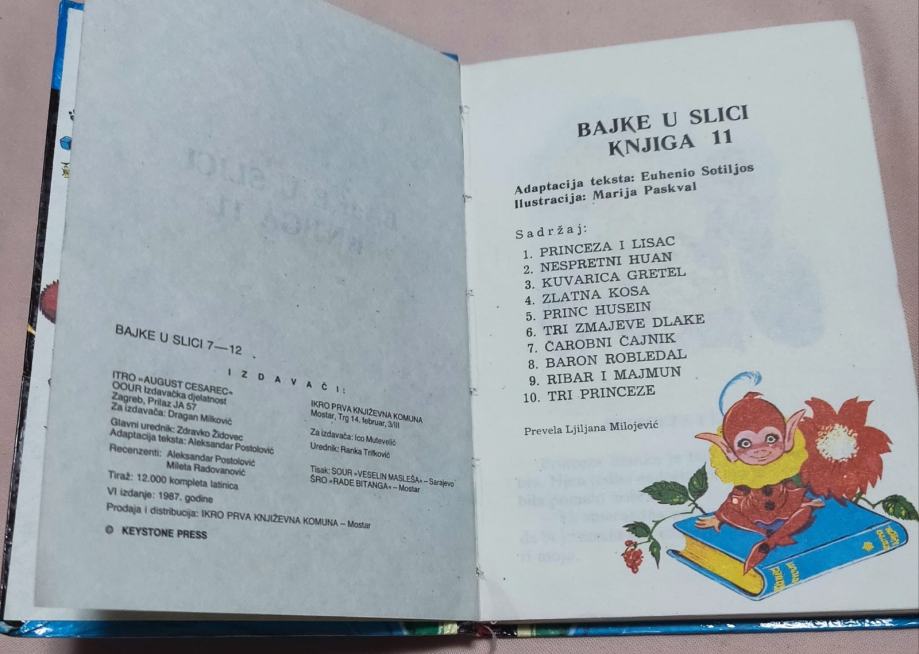 BAJKE U SLICI 7—12
IZDAVAČI:
ITRO »AUGUST CESAREC«
OOUR Izdavačka djelatnost
Zagreb, Prilaz JA 57
Za izdavača: Dragan Milković
Glavni urednik: Zdravko Židovec
Adaptacija teksta: Aleksandar Postolović
Recenzenti: Aleksandar Postolović
Mileta Radovanović
Tiraž: 12.000 kompleta latinica
VI izdanje: 1987. godine
Prodaja i distribucija: IKRO PRVA KNJIŽEVNA KOMUNA – Mostar
© KEYSTONE PRESS
IKRO PRVA KNJIŽEVNA KOMUNA
Mostar, Trg 14, februar, 3/III
Za izdavača: Ico Mutevelić
Urednik: Ranka Trifković
Tisak: SOUR »VESELIN MASLEŠA« – Sarajevo
ŠRO »RADE BITANGA« – Mostar
BAJKE U SLICI
KNJIGA 11
Adaptacija teksta: Euhenio Sotiljos
Ilustracija: Marija Paskval
Sadržaj:
1. PRINCEZA I LISAC
2. NESPRETNI HUAN
3. KUVARICA GRETEL
4. ZLATNA KOSA
5. PRINC HUSEIN
6. TRI ZMAJEVE DLAKE
7. ČAROBNI ČAJNIK
8. BARON ROBLEDAL
9. RIBAR I MAJMUN
10. TRI PRINCEZE
Prevela Ljiljana Milojević